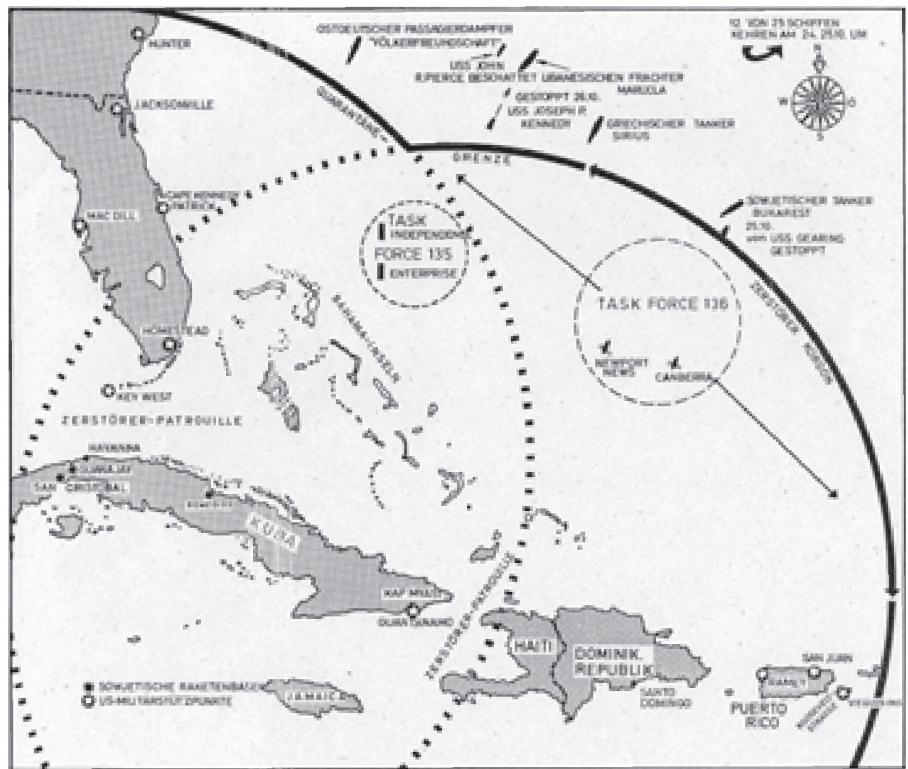 HUNTER
OSTDEUTSCHER PASSAGIERDAMPFER
"VÖLKERFREUNDSCHAFT"
USS JOHN
R. PIERCE BESCHATTET LIBANESISCHEN FRACHTER
MARUCLA
GESTOPPT 26.10.
USS JOSEPH P.
KENNEDY
12 VON 25 SCHIFFEN
KEHREN AM 24. 25.10. UM
N
W
O
S
JACKSONVILLE
QUARANTÄNE-
GRENZE
GRIECHISCHER TANKER
SIRIUS
CAPE KENNEDY
PATRICK
MAC DILL
TASK
INDEPENDENCE
FORCE 135
ENTERPRISE
SOWJETISCHER TANKER
BUKAREST
25.10.
von USS GEARING
GESTOPPT
ZERSTÖRER KORDON
TASK FORCE 136
NEWPORT
NEWS
CANBERRA
BAHAMA-INSELN
HOMESTEAD
KEY WEST
ZERSTÖRER-PATROUILLE
HAVANNA
GUANAJAY
SAN CRISTOBAL
REMEDIOS
KUBA
KAP MAISI
GUANTANAMO
ZERSTÖRER-PATROUILLE
HAITI
DOMINIK.
REPUBLIK
SANTO
DOMINGO
SAN JUAN
RAMEY
PUERTO
RICO
ROOSEVELT
JAMAICA
SOWJETISCHE RAKETENBASEN
US-MILITÄRSTÜTZPUNKTE